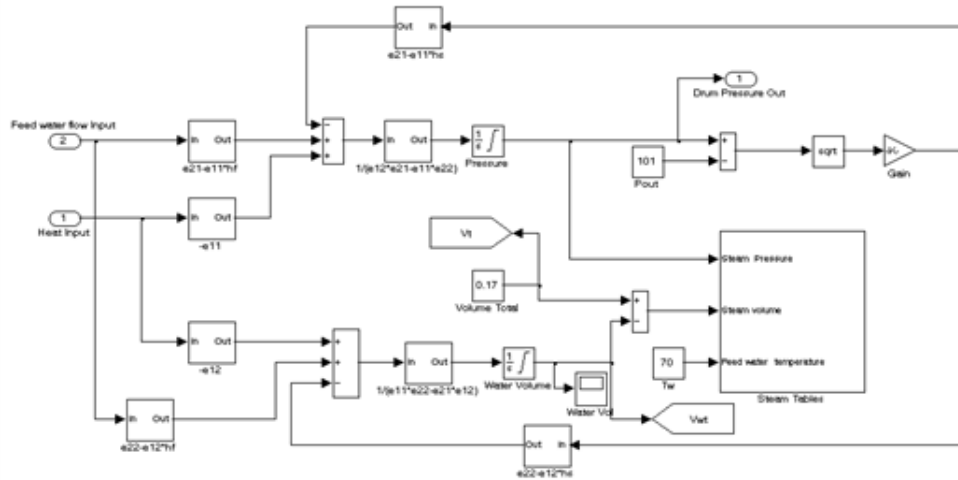 Out In
e21-e11*hs
1
Drum Pressure Out
Feed water flow Input
2
In Out
e21-e11*hf
In Out
1/(e12*e21-e11*e22)
1
s
Pressure
101
Pout
sqrt
Gain
1
Heat Input
In Out
-e11
Vt
0.17
Volume Total
Steam Pressure
Steam volume
Feed water temperature
Steam Tables
In Out
-e12
In Out
1/(e11*e22-e21*e12)
1
s
Water Volume
Water Vol
70
Tw
Vwt
In Out
e22-e12*hf
Out In
e22-e12*hs